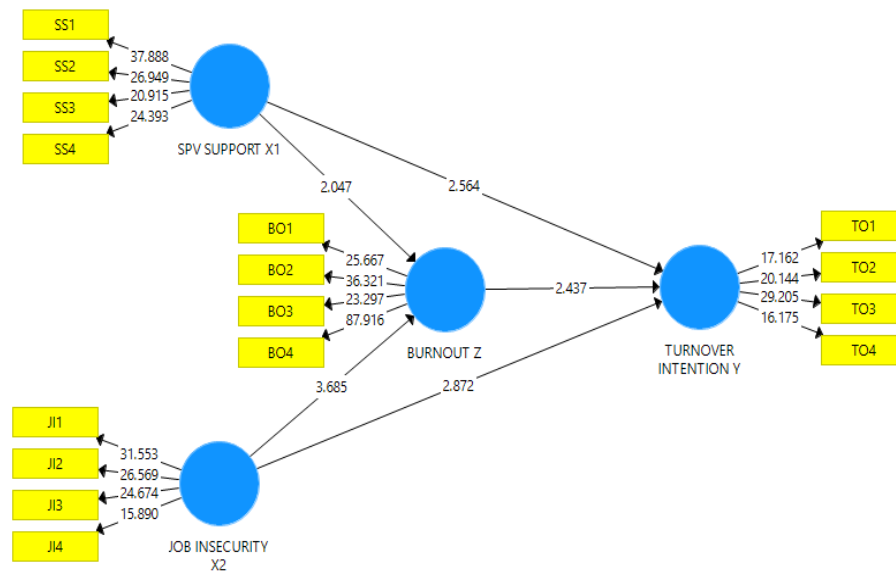 SS1
37.888
SS2
26.949
SS3
20.915
SS4
24.393
SPV SUPPORT X1
2.047
2.564
BO1
25.667
BO2
36.321
BO3
23.297
BO4
87.916
BURNOUT Z
2.437
TO1
17.162
TO2
20.144
TO3
29.205
TO4
16.175
TURNOVER
INTENTION Y
3.685
2.872
JI1
31.553
JI2
26.569
JI3
24.674
JI4
15.890
JOB INSECURITY
X2